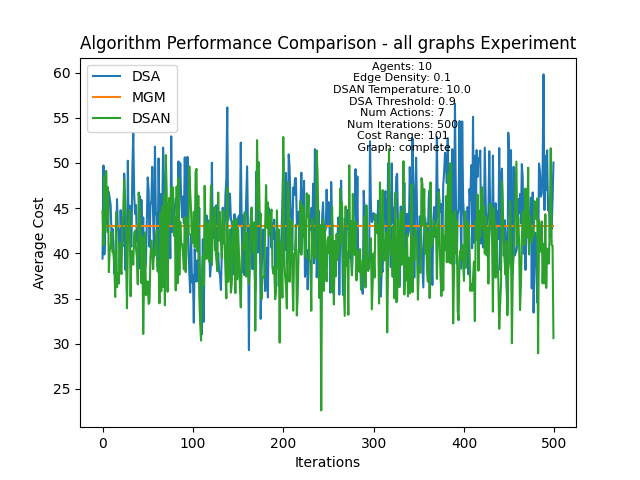 Algorithm Performance Comparison - all graphs Experiment
DSA
MGM
DSAN
Agents: 10
Edge Density: 0.1
DSAN Temperature: 10.0
DSA Threshold: 0.9
Num Actions: 7
Num Iterations: 500
Cost Range: 101
Graph: complete
Average Cost
60
55
50
45
40
35
30
25
0
100
200
300
400
500
Iterations